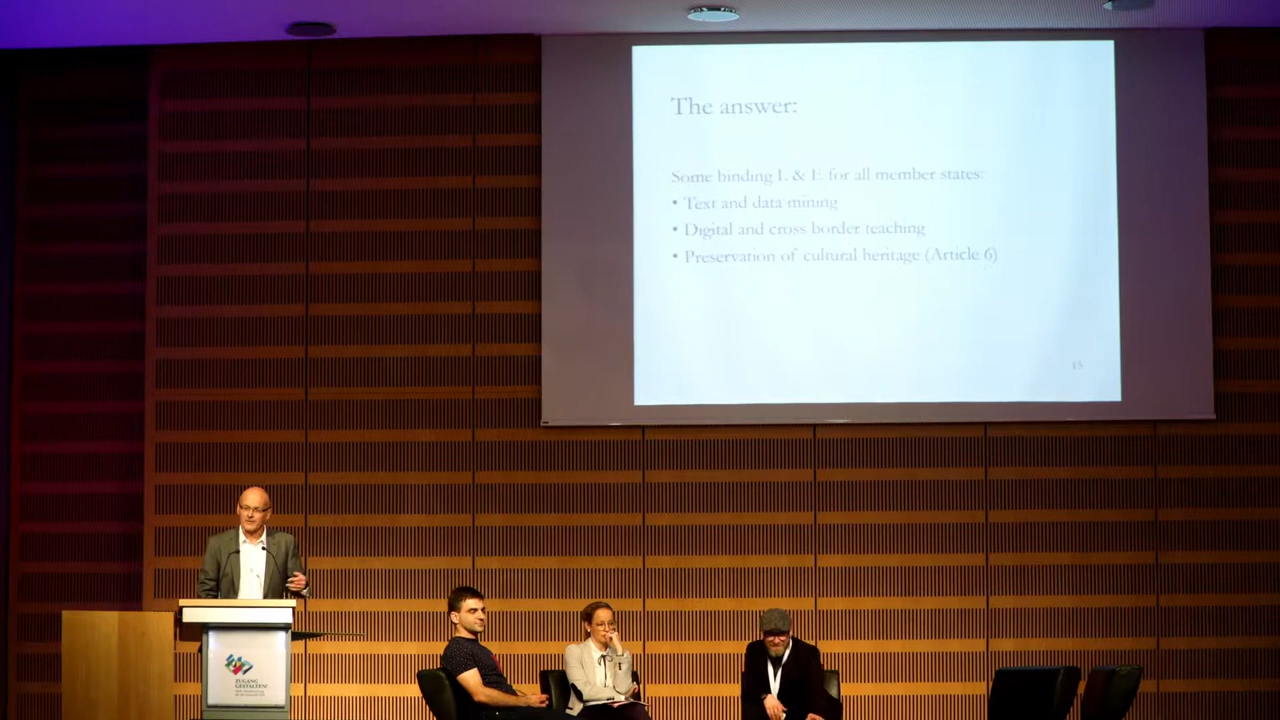 The answer:
Some binding L & E for all member states:
• Text and data mining
• Digital and cross border teaching
• Preservation of cultural heritage (Article 6)
15
ZUGANG
GESTALTEN!